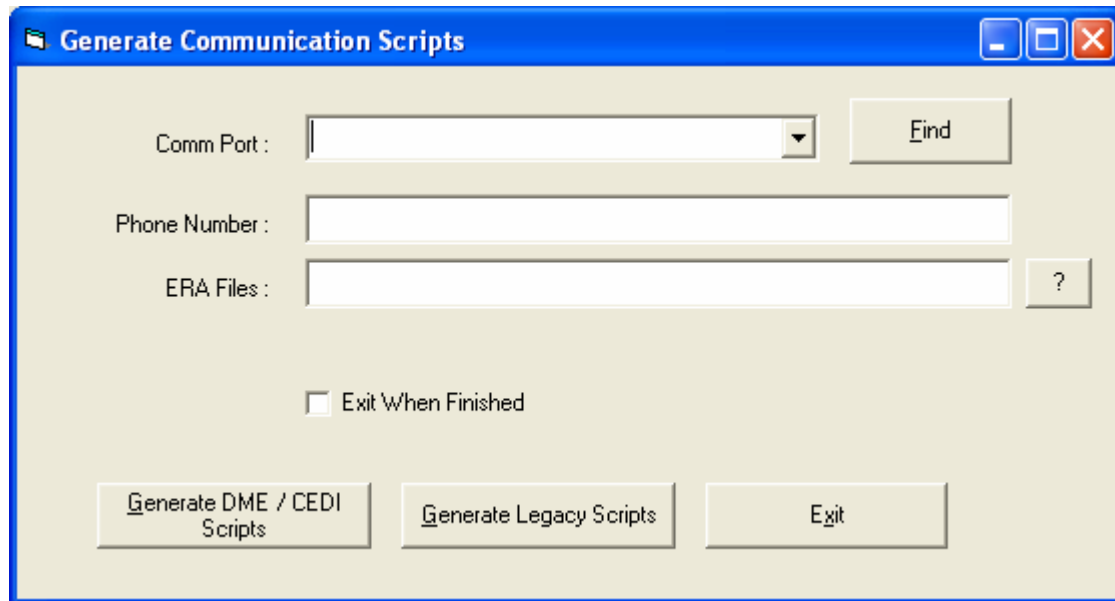 Generate Communication Scripts
Comm Port :
Find
Phone Number :
ERA Files :
?
Exit When Finished
Generate DME / CEDI
Scripts
Generate Legacy Scripts
Exit